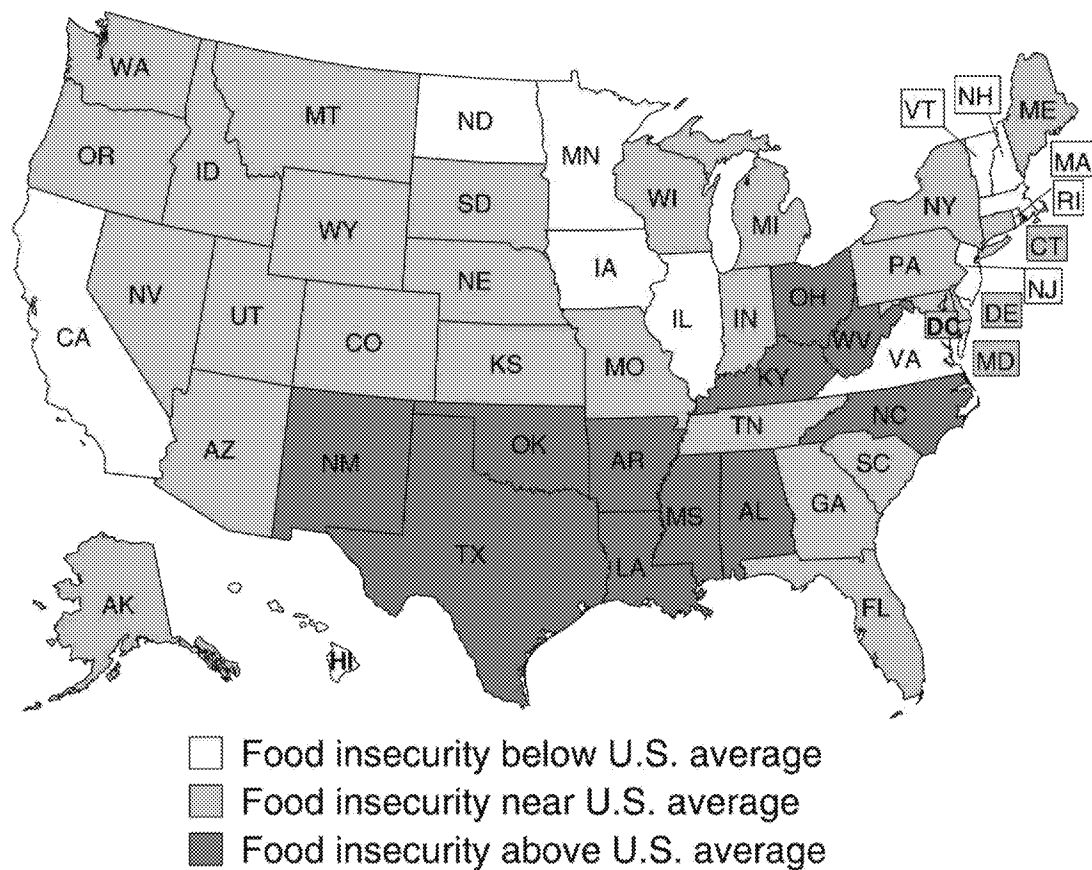 WA
MT
ND
MN
VT
NH
ME
OR
ID
SD
WI
MI
NY
MA
RI
CT
WY
IA
NE
PA
NJ
NV
UT
CO
IL
IN
OH
DE
DC
CA
KS
MO
WV
VA
MD
KY
AZ
NM
OK
AR
TN
NC
SC
MS
AL
GA
TX
LA
AK
FL
HI
Food insecurity below U.S. average
Food insecurity near U.S. average
Food insecurity above U.S. average